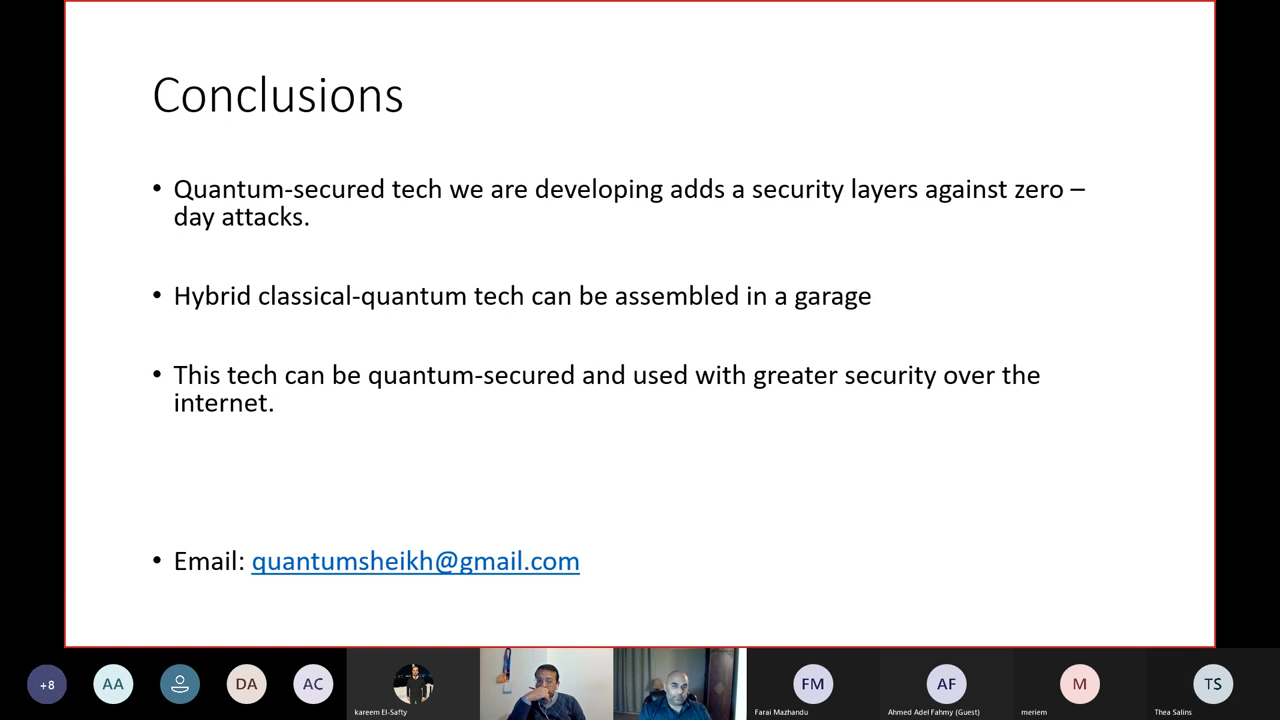 Conclusions
• Quantum-secured tech we are developing adds a security layers against zero –
day attacks.
• Hybrid classical-quantum tech can be assembled in a garage
• This tech can be quantum-secured and used with greater security over the
internet.
• Email: quantumsheikh@gmail.com
+8
AA
DA
AC
kareem El-Safty
FM
Farai Mazhandu
AF
Ahmed Adel Fahmy (Guest)
M
meriem
TS
Thea Salins